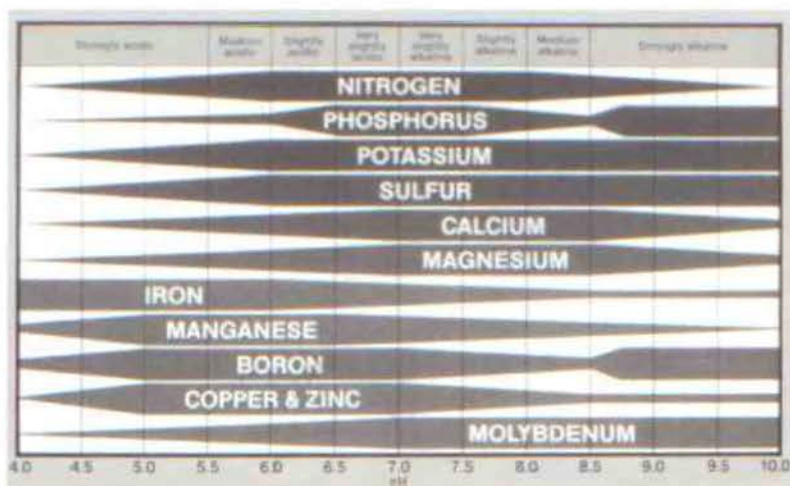 Strongly acidic Medium acidic Slightly acidic Very slightly acidic Very slightly alkaline Slightly alkaline Medium alkaline Strongly alkaline
NITROGEN
PHOSPHORUS
POTASSIUM
SULFUR
CALCIUM
MAGNESIUM
IRON
MANGANESE
BORON
COPPER & ZINC
MOLYBDENUM
4.0 4.5 5.0 5.5 6.0 6.5 7.0 7.5 8.0 8.5 9.0 9.5 10.0
pH